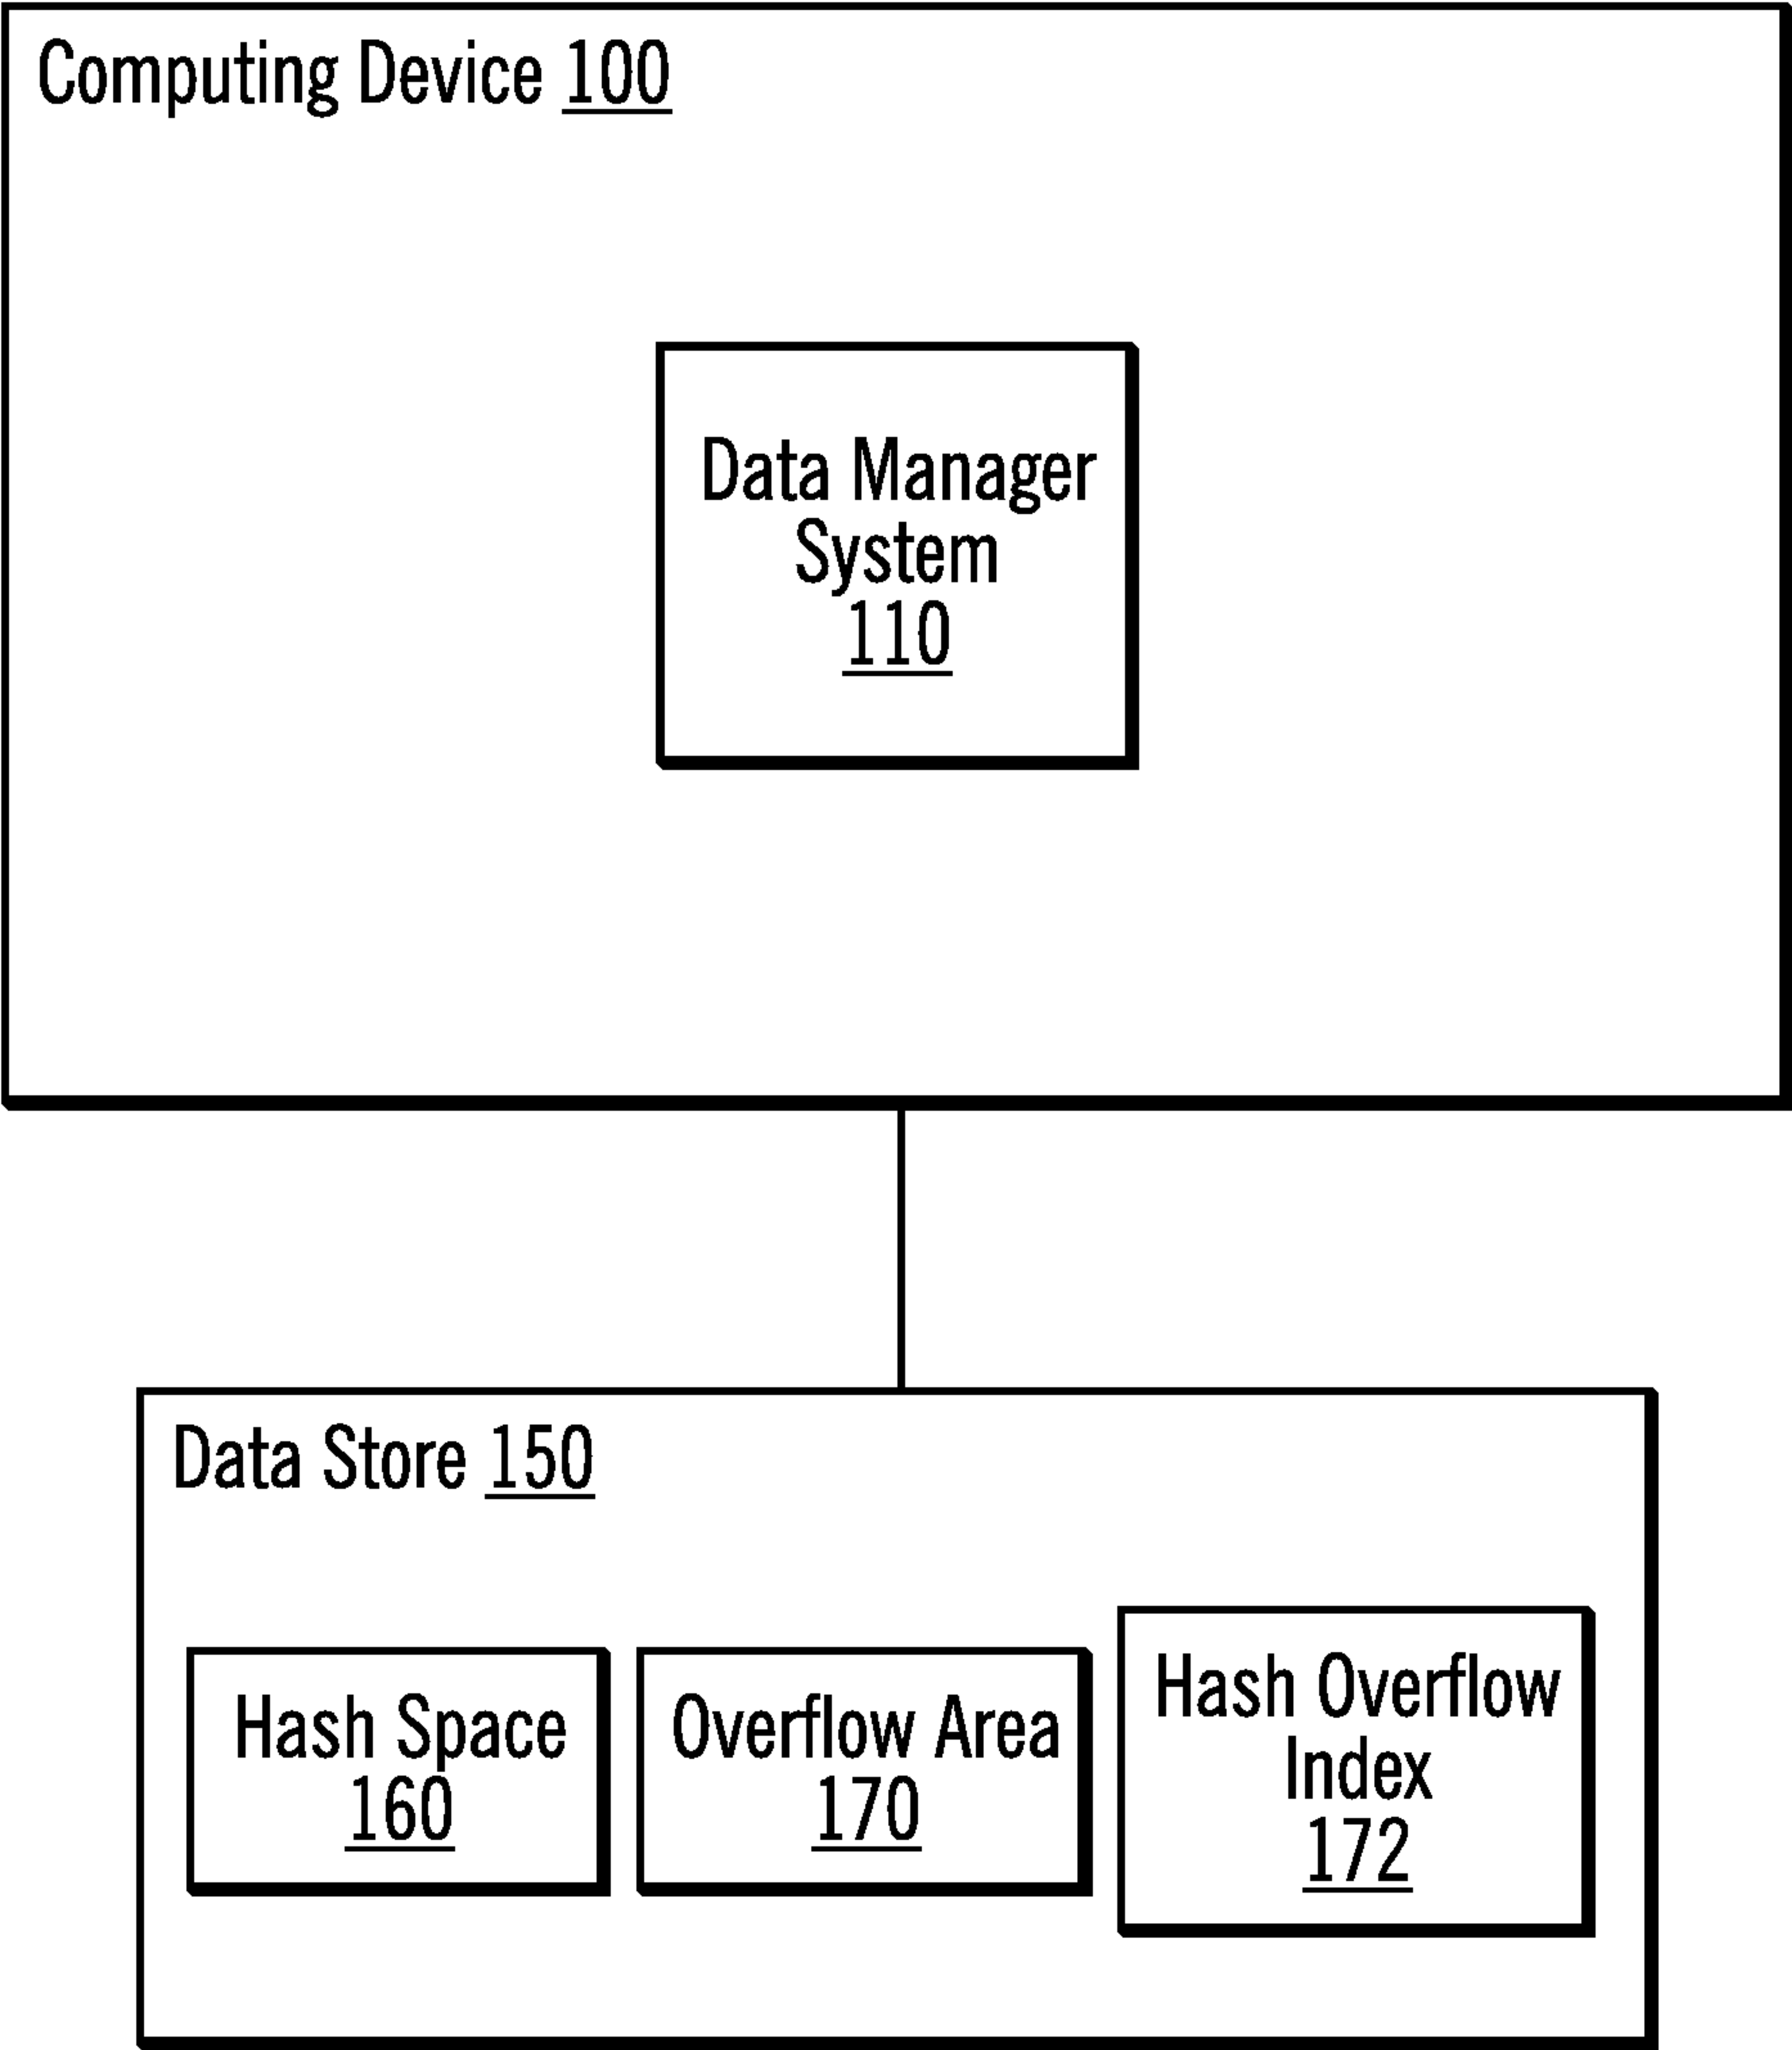 Computing Device 100
Data Manager
System
110
Data Store 150
Hash Space
160
Overflow Area
170
Hash Overflow
Index
172